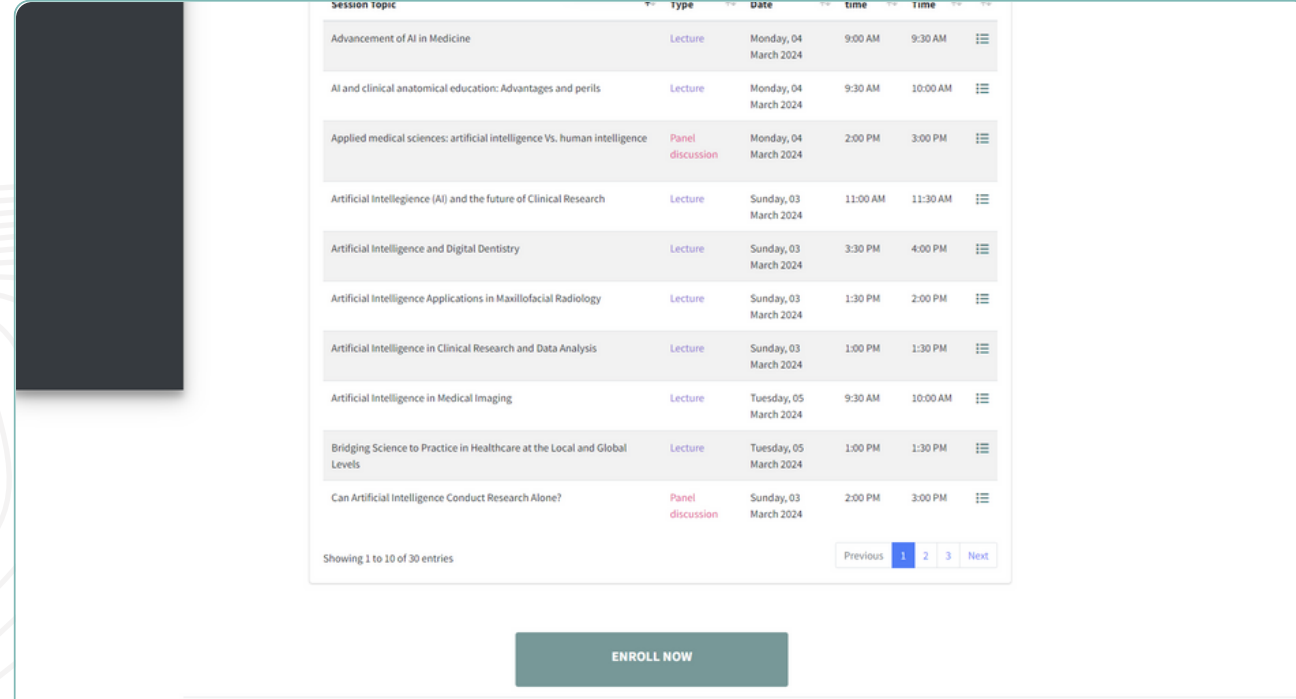 Session Topic Type Date time Time
Advancement of AI in Medicine Lecture Monday, 04 9:00 AM 9:30 AM
March 2024
AI and clinical anatomical education: Advantages and perils Lecture Monday, 04 9:30 AM 10:00 AM
March 2024
Applied medical sciences: artificial intelligence Vs. human intelligence Panel Monday, 04 2:00 PM 3:00 PM
discussion March 2024
Artificial Intellegience (AI) and the future of Clinical Research Lecture Sunday, 03 11:00 AM 11:30 AM
March 2024
Artificial Intelligence and Digital Dentistry Lecture Sunday, 03 3:30 PM 4:00 PM
March 2024
Artificial Intelligence Applications in Maxillofacial Radiology Lecture Sunday, 03 1:30 PM 2:00 PM
March 2024
Artificial Intelligence in Clinical Research and Data Analysis Lecture Sunday, 03 1:00 PM 1:30 PM
March 2024
Artificial Intelligence in Medical Imaging Lecture Tuesday, 05 9:30 AM 10:00 AM
March 2024
Bridging Science to Practice in Healthcare at the Local and Global Lecture Tuesday, 05 1:00 PM 1:30 PM
Levels March 2024
Can Artificial Intelligence Conduct Research Alone? Panel Sunday, 03 2:00 PM 3:00 PM
discussion March 2024
Showing 1 to 10 of 30 entries Previous 1 2 3 Next
ENROLL NOW